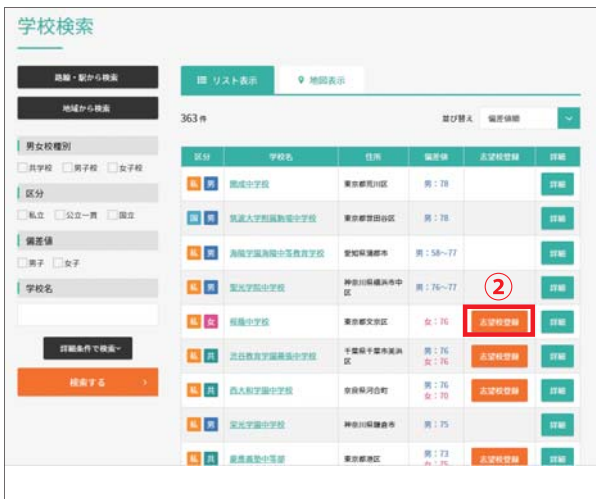 学校検索
路線・駅から検索
地域から検索
男女校種別
共学校 男子校 女子校
区分
私立 公立一貫 国立
偏差値
男子 女子
学校名
詳細条件で検索
検索する
リスト表示 地図表示
363件 並び替え 偏差値順
区分 学校名 住所 偏差値 志望校登録 詳細
私 男 開成中学校 東京都荒川区 男：78 詳細
国 男 筑波大学附属駒場中学校 東京都世田谷区 男：78 詳細
私 男 海陽学園海陽中等教育学校 愛知県蒲郡市 男：58～77 詳細
私 男 聖光学院中学校 神奈川県横浜市中区 男：76～77 詳細
②
私 女 桜蔭中学校 東京都文京区 女：76 志望校登録 詳細
私 共 渋谷教育学園幕張中学校 千葉県千葉市美浜区 男：76 女：76 志望校登録 詳細
私 共 西大和学園中学校 奈良県河合町 男：76 女：70 志望校登録 詳細
私 男 栄光学園中学校 神奈川県鎌倉市 男：75 詳細
私 共 慶應義塾中等部 東京都港区 男：73 女：75 志望校登録 詳細